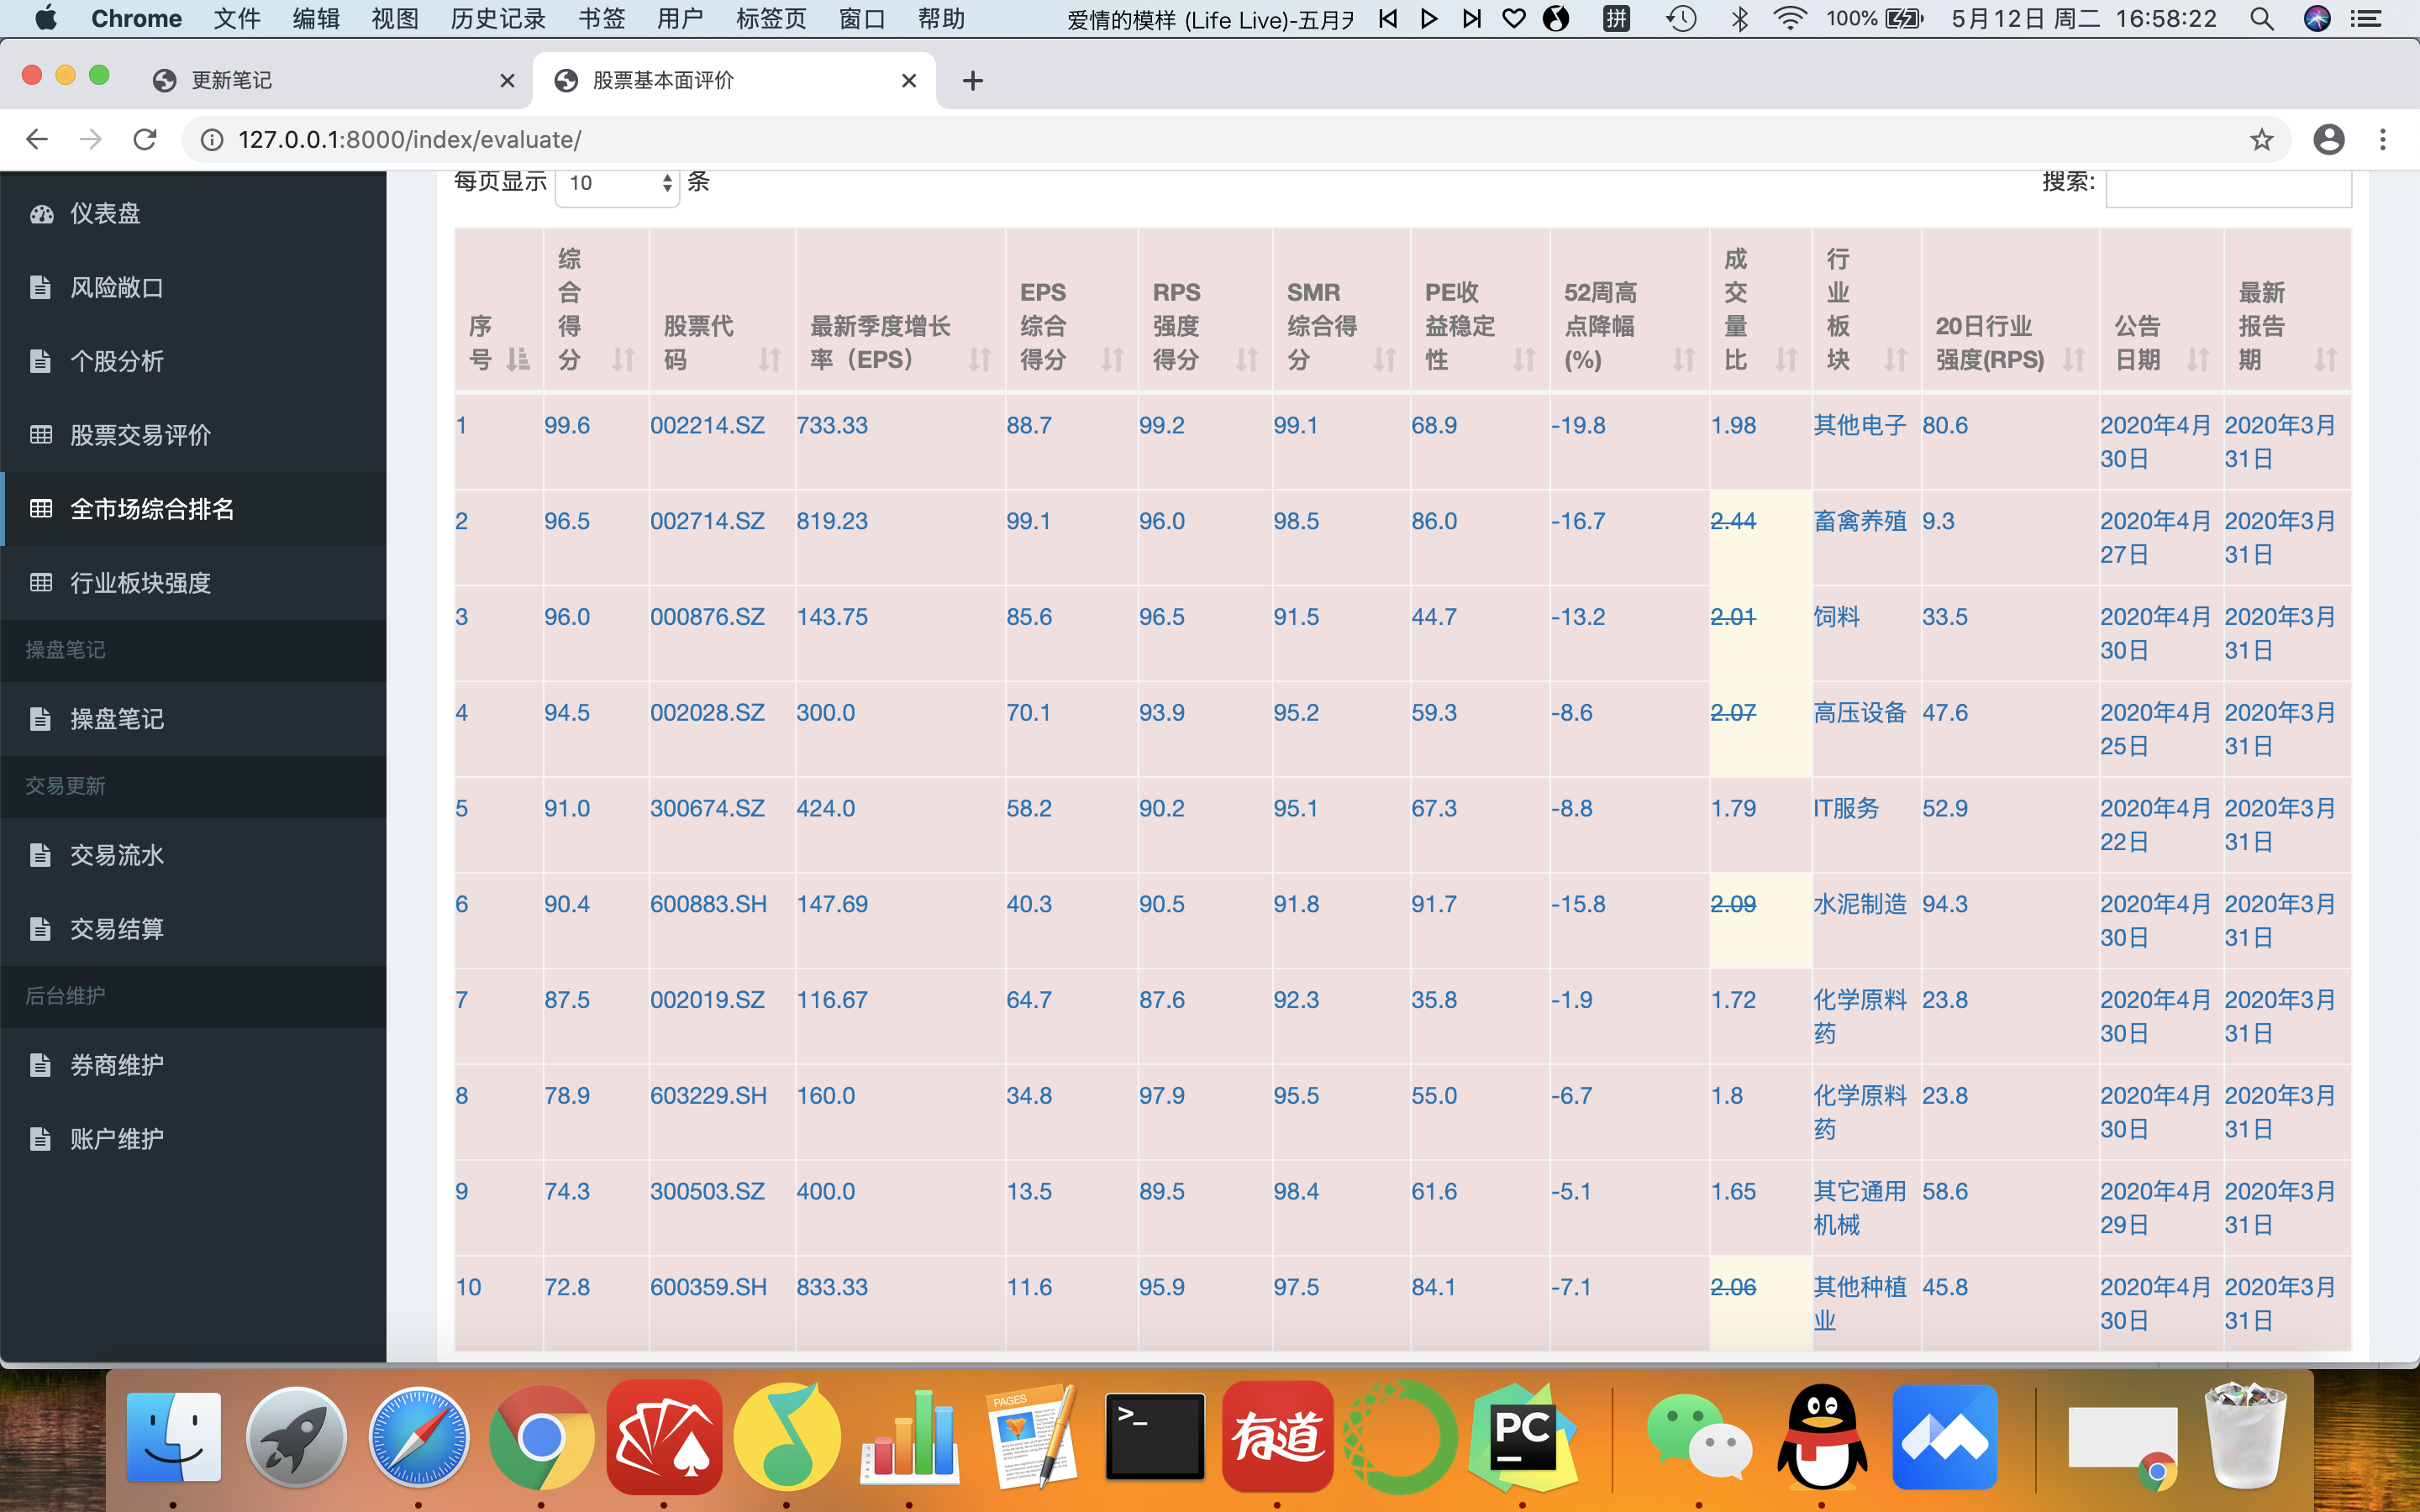 Chrome 文件 编辑 视图 历史记录 书签 用户 标签页 窗口 帮助 爱情的模样 (Life Live)-五月 拼 100% 5月12日 周二 16:58:22
更新笔记 股票基本面评价
127.0.0.1:8000/index/evaluate/
每页显示 10 条 搜索:
仪表盘
风险敞口
个股分析
股票交易评价
全市场综合排名
行业板块强度
操盘笔记
操盘笔记
交易更新
交易流水
交易结算
后台维护
券商维护
账户维护
序号 综合得分 股票代码 最新季度增长率（EPS） EPS综合得分 RPS强度得分 SMR综合得分 PE收益稳定性 52周高点降幅(%) 成交量比 行业板块 20日行业强度(RPS) 公告日期 最新报告期
1 99.6 002214.SZ 733.33 88.7 99.2 99.1 68.9 -19.8 1.98 其他电子 80.6 2020年4月30日 2020年3月31日
2 96.5 002714.SZ 819.23 99.1 96.0 98.5 86.0 -16.7 2.44 畜禽养殖 9.3 2020年4月27日 2020年3月31日
3 96.0 000876.SZ 143.75 85.6 96.5 91.5 44.7 -13.2 2.01 饲料 33.5 2020年4月30日 2020年3月31日
4 94.5 002028.SZ 300.0 70.1 93.9 95.2 59.3 -8.6 2.07 高压设备 47.6 2020年4月25日 2020年3月31日
5 91.0 300674.SZ 424.0 58.2 90.2 95.1 67.3 -8.8 1.79 IT服务 52.9 2020年4月22日 2020年3月31日
6 90.4 600883.SH 147.69 40.3 90.5 91.8 91.7 -15.8 2.09 水泥制造 94.3 2020年4月30日 2020年3月31日
7 87.5 002019.SZ 116.67 64.7 87.6 92.3 35.8 -1.9 1.72 化学原料药 23.8 2020年4月30日 2020年3月31日
8 78.9 603229.SH 160.0 34.8 97.9 95.5 55.0 -6.7 1.8 化学原料药 23.8 2020年4月30日 2020年3月31日
9 74.3 300503.SZ 400.0 13.5 89.5 98.4 61.6 -5.1 1.65 其它通用机械 58.6 2020年4月29日 2020年3月31日
10 72.8 600359.SH 833.33 11.6 95.9 97.5 84.1 -7.1 2.06 其他种植业 45.8 2020年4月30日 2020年3月31日
PAGES >_ 有道 PC